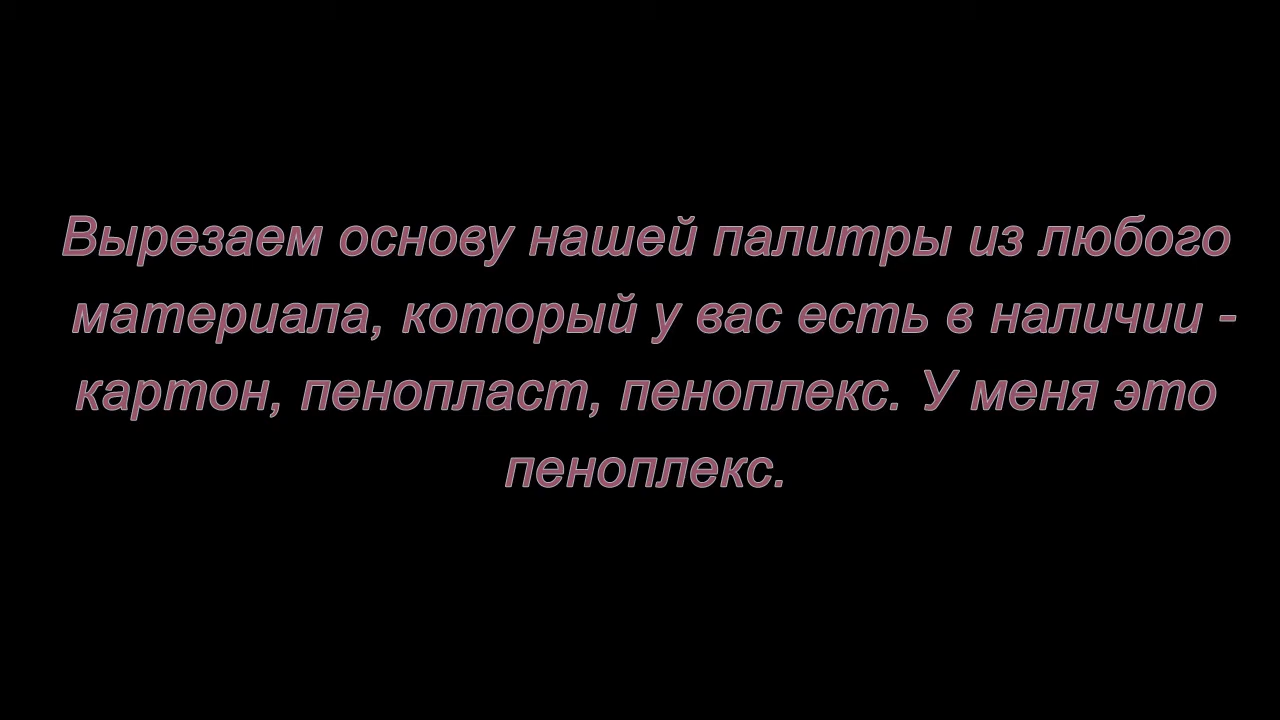 Вырезаем основу нашей палитры из любого
материала, который у вас есть в наличии -
картон, пенопласт, пеноплекс. У меня это
пеноплекс.